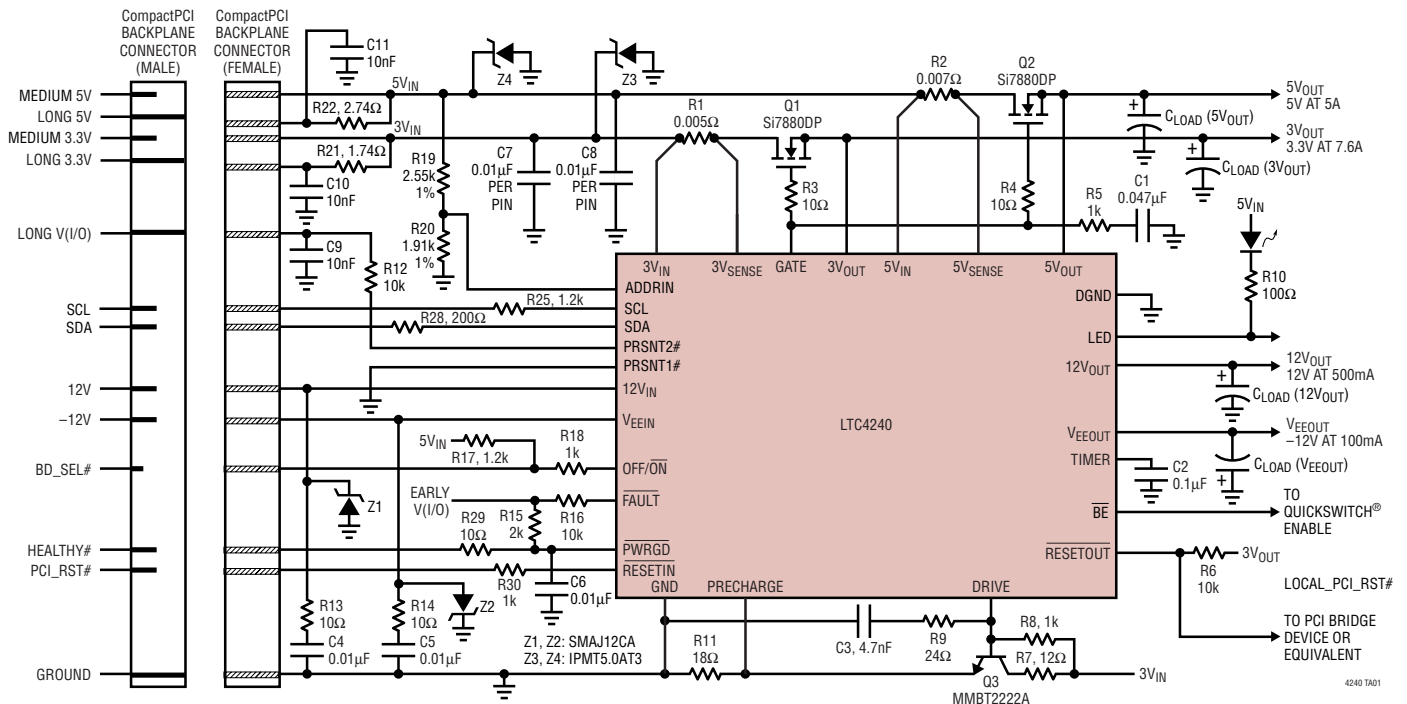 CompactPCI
BACKPLANE
CONNECTOR
(MALE)
CompactPCI
BACKPLANE
CONNECTOR
(FEMALE)
MEDIUM 5V
LONG 5V
MEDIUM 3.3V
LONG 3.3V
LONG V(I/O)
SCL
SDA
12V
–12V
BD_SEL#
HEALTHY#
PCI_RST#
GROUND
C11
10nF
5VIN
R22, 2.74Ω
3VIN
R21, 1.74Ω
C10
10nF
C9
10nF
R12
10k
R19
2.55k
1%
R20
1.91k
1%
Z4
Z3
C7
0.01µF
PER
PIN
C8
0.01µF
PER
PIN
R1
0.005Ω
Q1
Si7880DP
R2
0.007Ω
Q2
Si7880DP
R3
10Ω
R4
10Ω
R5
1k
C1
0.047µF
5VOUT
5V AT 5A
CLOAD (5VOUT)
3VOUT
3.3V AT 7.6A
CLOAD (3VOUT)
5VIN
R10
100Ω
R25, 1.2k
R28, 200Ω
3VIN
3VSENSE
GATE
3VOUT
5VIN
5VSENSE
5VOUT
ADDRIN
SCL
SDA
PRSNT2#
PRSNT1#
12VIN
VEEIN
OFF/ON
FAULT
PWRGD
RESETIN
GND
PRECHARGE
DRIVE
LTC4240
DGND
LED
12VOUT
VEEOUT
TIMER
BE
RESETOUT
12VOUT
12V AT 500mA
CLOAD (12VOUT)
VEEOUT
–12V AT 100mA
CLOAD (VEEOUT)
C2
0.1µF
TO
QUICKSWITCH®
ENABLE
R6
10k
3VOUT
LOCAL_PCI_RST#
TO PCI BRIDGE
DEVICE OR
EQUIVALENT
5VIN
R17, 1.2k
R18
1k
Z1
EARLY
V(I/O)
R15
2k
R16
10k
R29
10Ω
R30
1k
C6
0.01µF
R13
10Ω
C4
0.01µF
R14
10Ω
C5
0.01µF
Z2
Z1, Z2: SMAJ12CA
Z3, Z4: IPMT5.0AT3
R11
18Ω
C3, 4.7nF
R9
24Ω
R8, 1k
R7, 12Ω
Q3
MMBT2222A
3VIN
4240 TA01